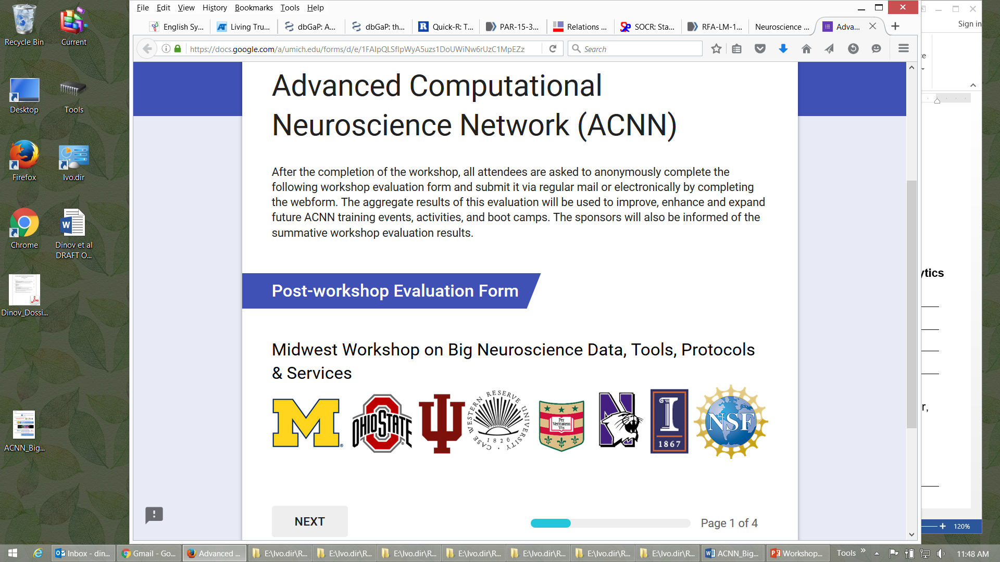 File Edit View History Bookmarks Tools Help
English Sy... Living Tru... dbGaP: A... dbGaP: th... Quick-R: T... PAR-15-3... Relations ... SOCR: Sta... RFA-LM-1... Neuroscience ... Adva...
https://docs.google.com/a/umich.edu/forms/d/e/1FAIpQLSfIpWyA5uzs1DoUWiNw6rUzC1MpEZz
Search
Sign in
Recycle Bin
Current
Desktop
Tools
Firefox
Ivo.dir
Chrome
Dinov et al
DRAFT O...
Dinov_Dossi...
ACNN_Big...
Advanced Computational
Neuroscience Network (ACNN)
After the completion of the workshop, all attendees are asked to anonymously complete the
following workshop evaluation form and submit it via regular mail or electronically by completing
the webform. The aggregate results of this evaluation will be used to improve, enhance and expand
future ACNN training events, activities, and boot camps. The sponsors will also be informed of the
summative workshop evaluation results.
Post-workshop Evaluation Form
ytics
Midwest Workshop on Big Neuroscience Data, Tools, Protocols
& Services
r,
M
OHIO STATE
CASE WESTERN RESERVE UNIVERSITY
1826
Per
Veritatem
Vis
N
I
1867
NSF
NEXT
Page 1 of 4
120%
Inbox - din... Gmail - Go... Advanced ... E:\Ivo.dir\R... E:\Ivo.dir\R... E:\Ivo.dir\R... E:\Ivo.dir\R... E:\Ivo.dir\R... E:\Ivo.dir\R... E:\Ivo.dir\R... ACNN_Big... Workshop... Tools 11:48 AM